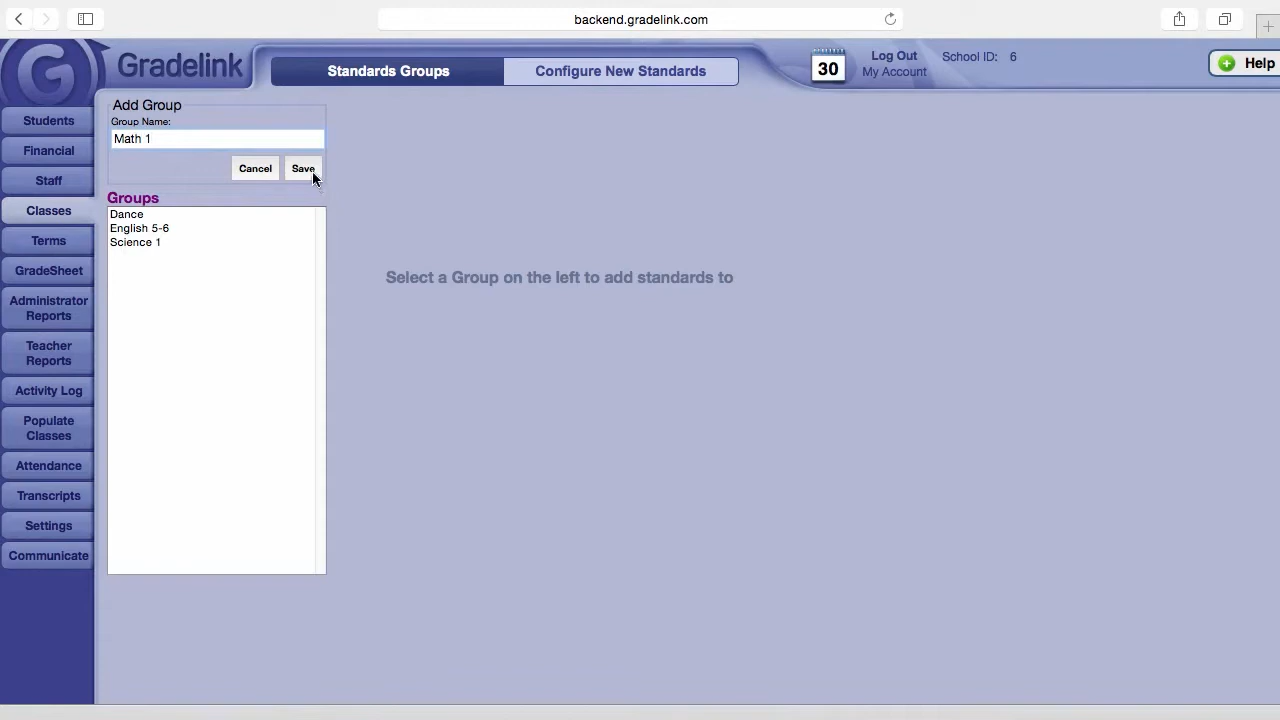 backend.gradelink.com
G
Gradelink
Standards Groups
Configure New Standards
30
Log Out
My Account
School ID: 6
Help
Students
Financial
Staff
Classes
Terms
GradeSheet
Administrator
Reports
Teacher
Reports
Activity Log
Populate
Classes
Attendance
Transcripts
Settings
Communicate
Add Group
Group Name:
Math 1
Cancel
Save
Groups
Dance
English 5-6
Science 1
Select a Group on the left to add standards to